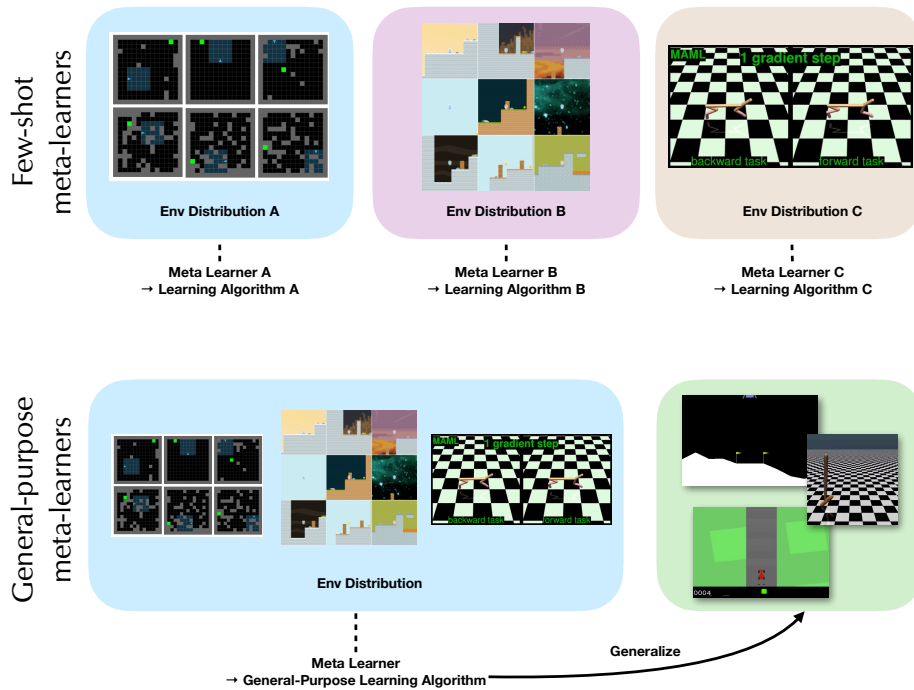 Few-shot
meta-learners
MAML
1 gradient step
backward task
forward task
Env Distribution A
Env Distribution B
Env Distribution C
Meta Learner A
→ Learning Algorithm A
Meta Learner B
→ Learning Algorithm B
Meta Learner C
→ Learning Algorithm C
General-purpose
meta-learners
MAML
1 gradient step
backward task
forward task
Env Distribution
0004
Meta Learner
→ General-Purpose Learning Algorithm
Generalize